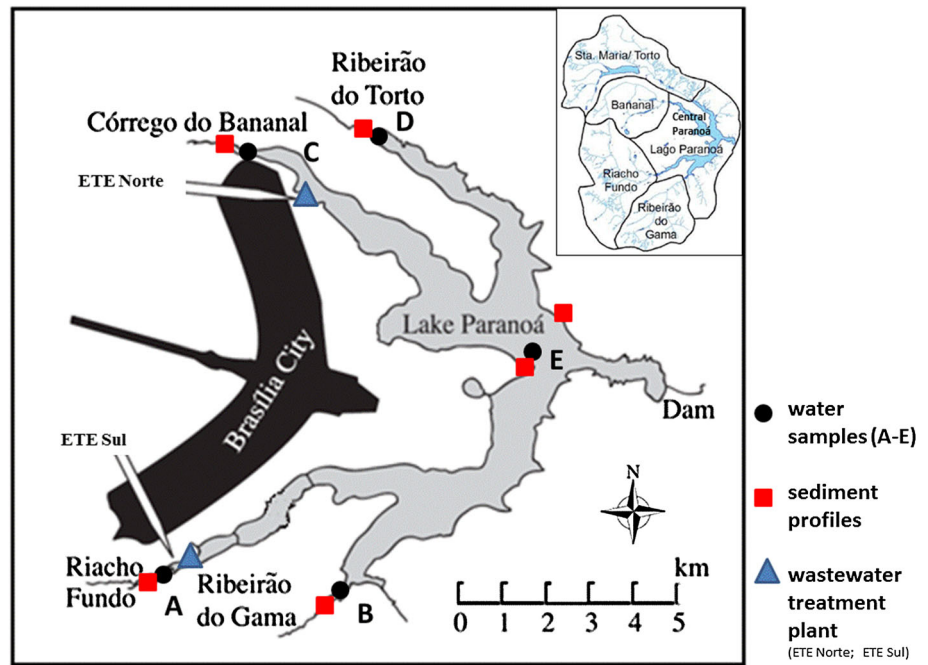 Ribeirão
do Torto
D
Córrego do Bananal
C
ETE Norte
Sta. Maria/ Torto
Bananal
Central
Paranoá
Lago Paranoá
Riacho
Fundo
Ribeirão
do
Gama
Lake Paranoá
E
Brasília City
Dam
ETE Sul
Riacho
Fundo
A
Ribeirão
do Gama
B
N
km
0 1 2 3 4 5
water
samples (A-E)
sediment
profiles
wastewater
treatment
plant
(ETE Norte; ETE Sul)